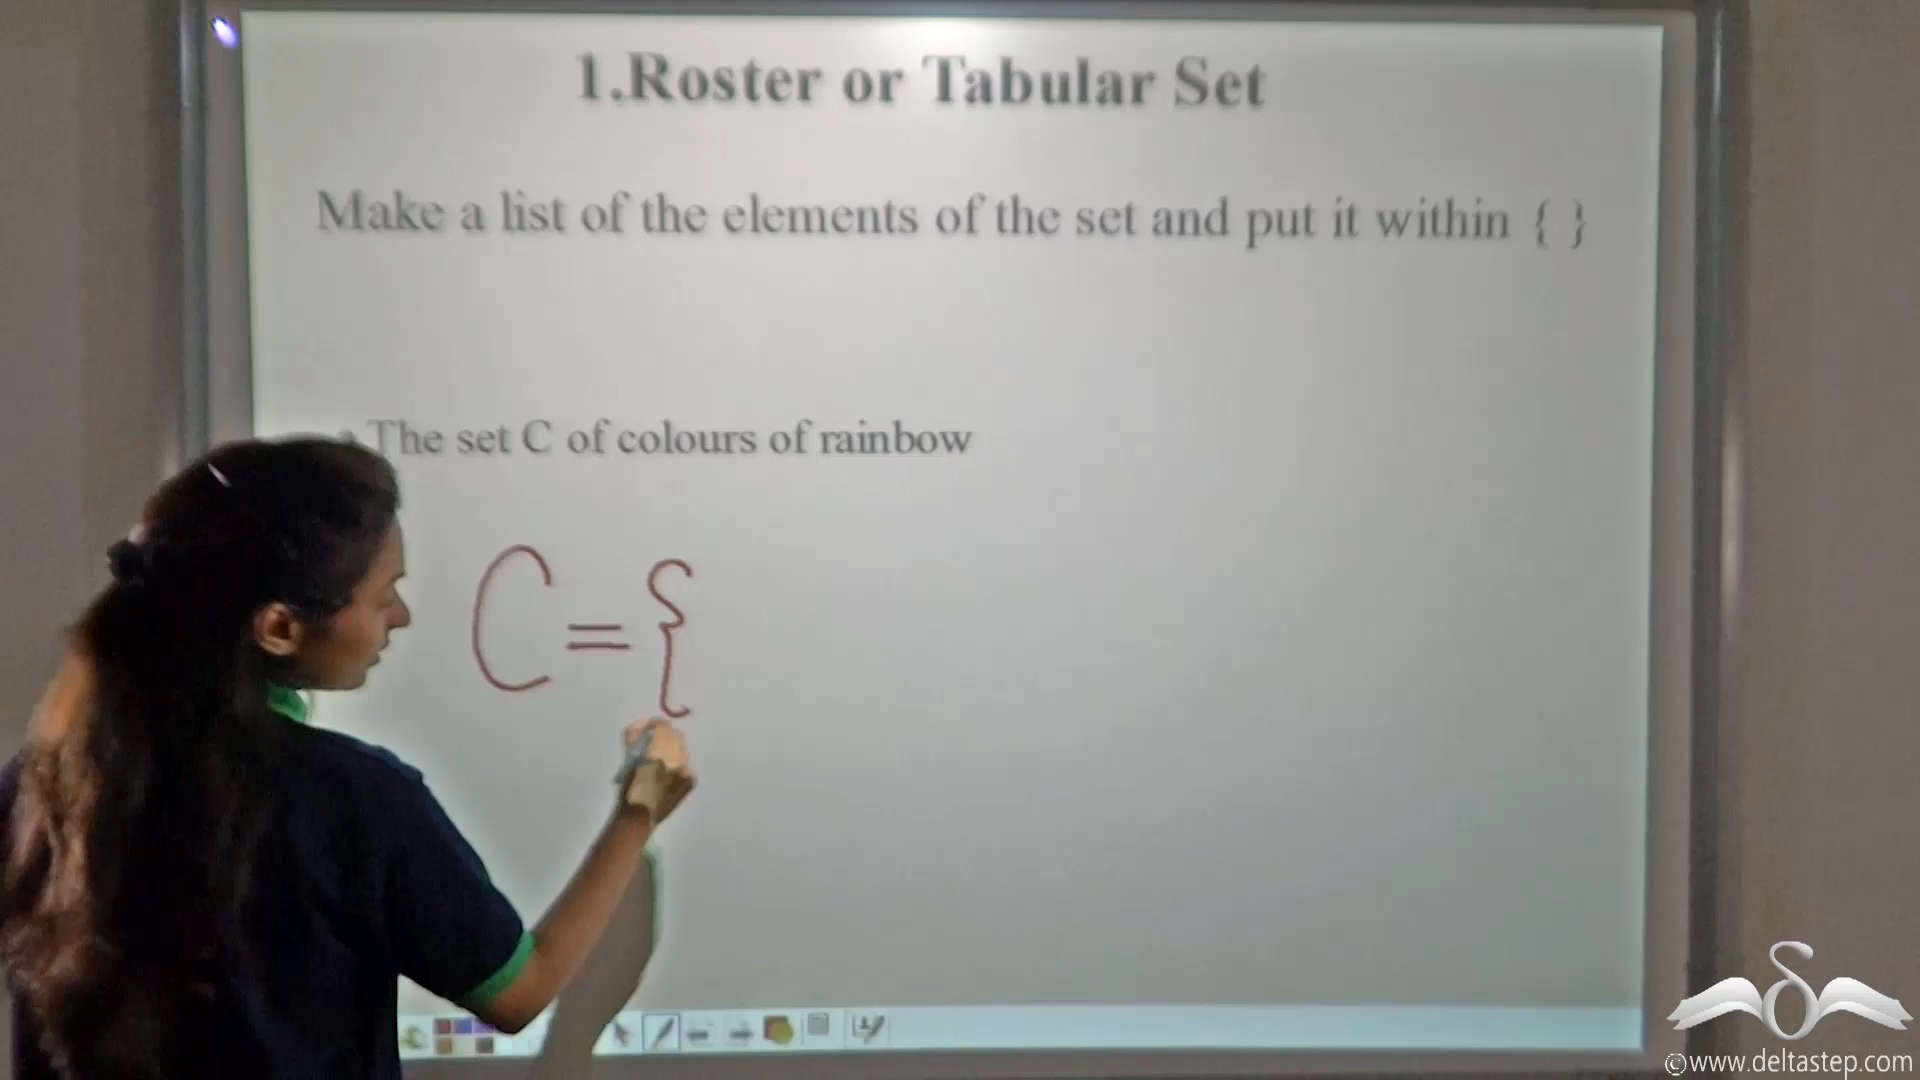 1.Roster or Tabular Set
Make a list of the elements of the set and put it within { }
The set C of colours of rainbow
C = {
©www.deltastep.com